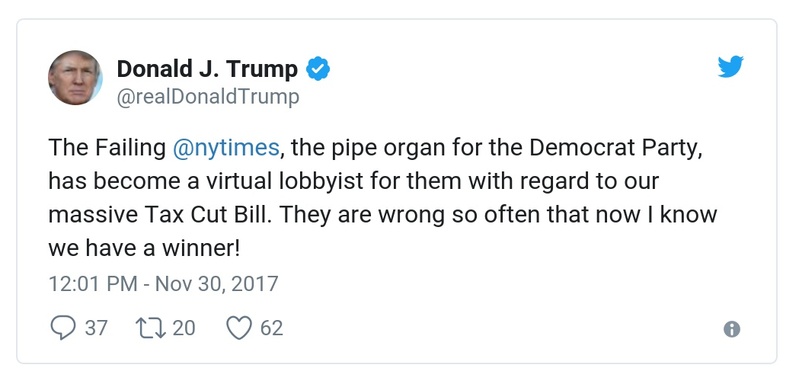 Donald J. Trump
@realDonaldTrump
The Failing @nytimes, the pipe organ for the Democrat Party,
has become a virtual lobbyist for them with regard to our
massive Tax Cut Bill. They are wrong so often that now I know
we have a winner!
12:01 PM - Nov 30, 2017
37 20 62